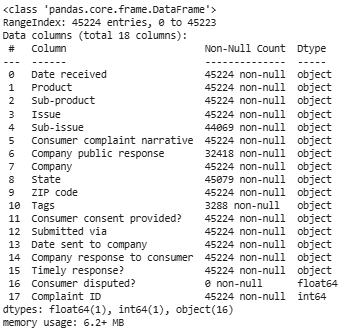 <class 'pandas.core.frame.DataFrame'>
RangeIndex: 45224 entries, 0 to 45223
Data columns (total 18 columns):
 #   Column                        Non-Null Count  Dtype
---  ------                        --------------  -----
 0   Date received                 45224 non-null  object
 1   Product                       45224 non-null  object
 2   Sub-product                   45224 non-null  object
 3   Issue                         45224 non-null  object
 4   Sub-issue                     44069 non-null  object
 5   Consumer complaint narrative  45224 non-null  object
 6   Company public response       32418 non-null  object
 7   Company                       45224 non-null  object
 8   State                         45079 non-null  object
 9   ZIP code                      45224 non-null  object
 10  Tags                          3288 non-null   object
 11  Consumer consent provided?    45224 non-null  object
 12  Submitted via                 45224 non-null  object
 13  Date sent to company          45224 non-null  object
 14  Company response to consumer  45224 non-null  object
 15  Timely response?              45224 non-null  object
 16  Consumer disputed?            0 non-null      float64
 17  Complaint ID                  45224 non-null  int64
dtypes: float64(1), int64(1), object(16)
memory usage: 6.2+ MB